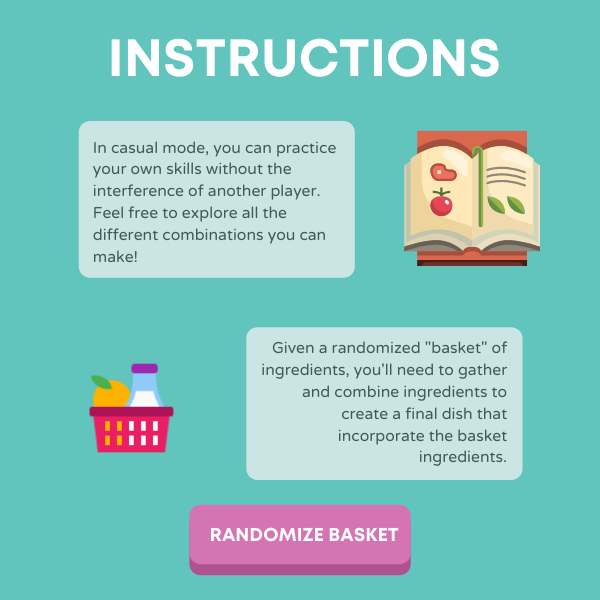 INSTRUCTIONS
In casual mode, you can practice
your own skills without the
interference of another player.
Feel free to explore all the
different combinations you can
make!
Given a randomized "basket" of
ingredients, you'll need to gather
and combine ingredients to
create a final dish that
incorporate the basket
ingredients.
RANDOMIZE BASKET